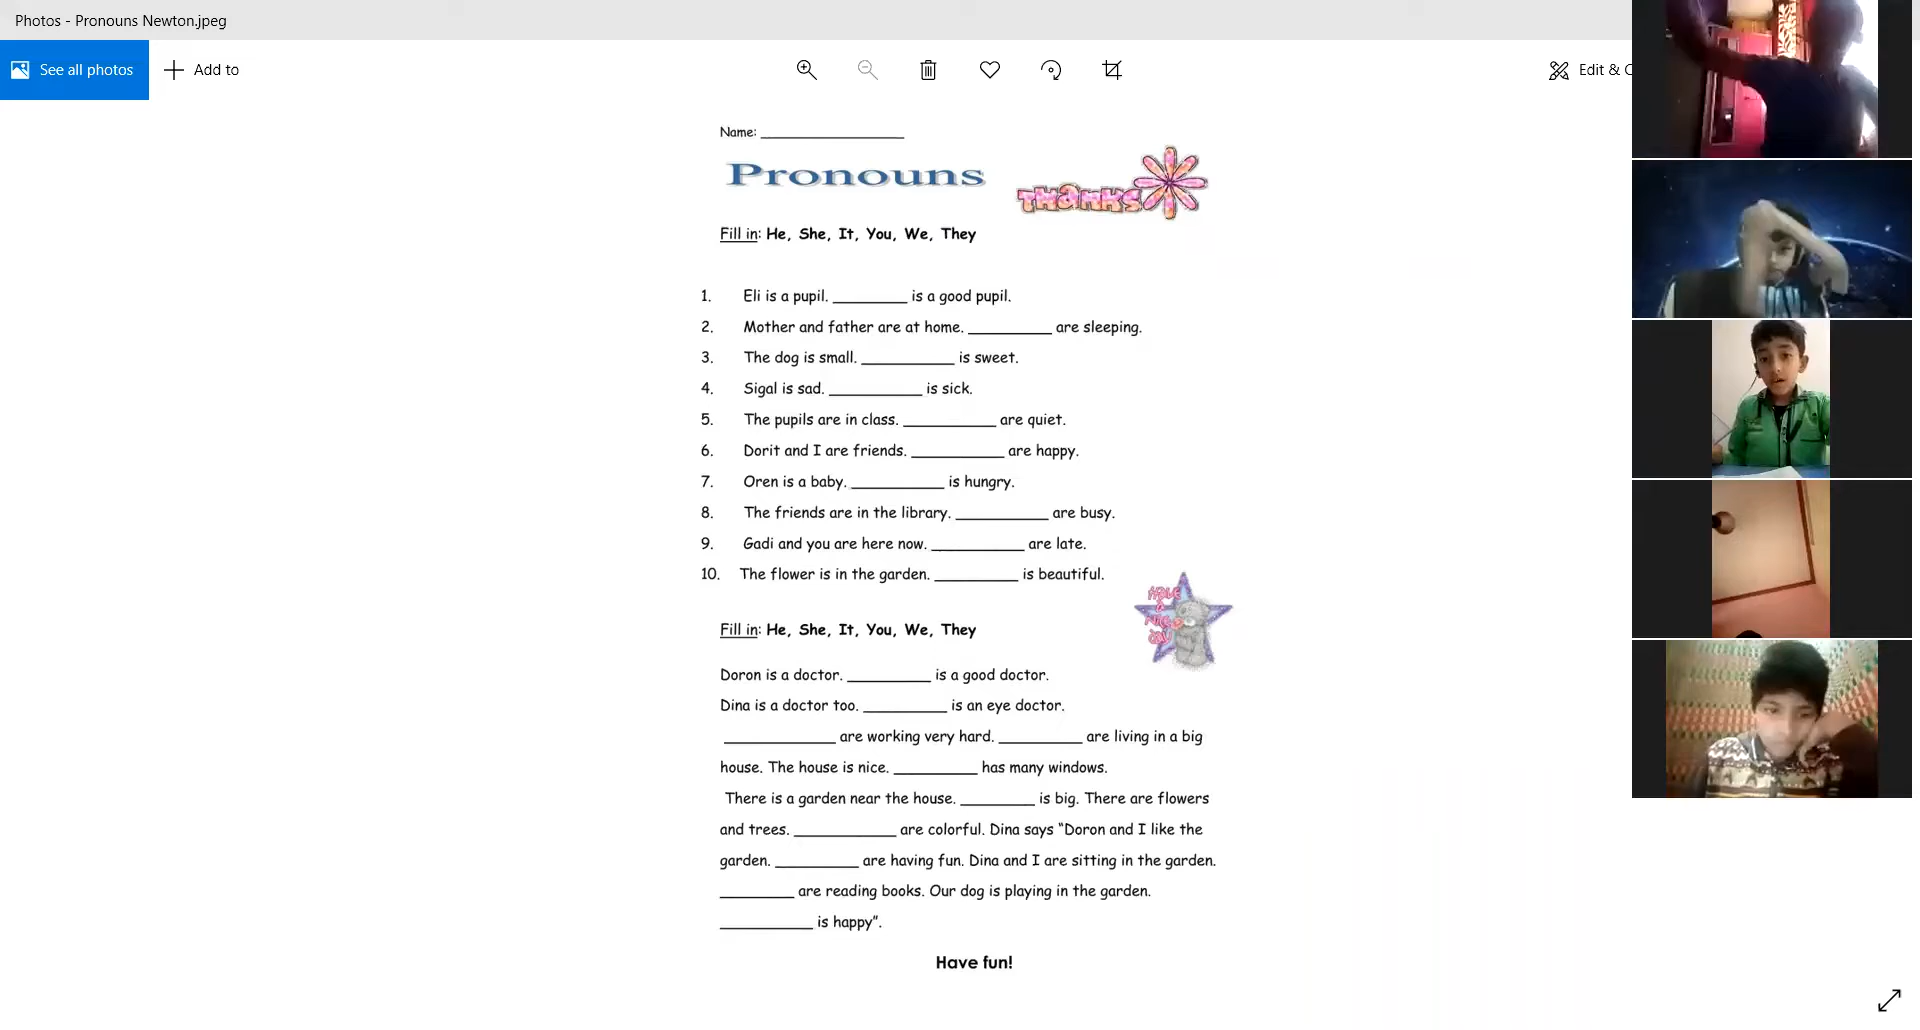 Photos - Pronouns Newton.jpeg
See all photos
Add to
Edit & C
Name: __________________
Pronouns
THANKS
Fill in: He, She, It, You, We, They
1. Eli is a pupil. ________ is a good pupil.
2. Mother and father are at home. _________ are sleeping.
3. The dog is small. __________ is sweet.
4. Sigal is sad. __________ is sick.
5. The pupils are in class. __________ are quiet.
6. Dorit and I are friends. __________ are happy.
7. Oren is a baby. __________ is hungry.
8. The friends are in the library. __________ are busy.
9. Gadi and you are here now. __________ are late.
10. The flower is in the garden. _________ is beautiful.
HAVE
A
Nice
day
Fill in: He, She, It, You, We, They
Doron is a doctor. _________ is a good doctor.
Dina is a doctor too. _________ is an eye doctor.
____________ are working very hard. _________ are living in a big
house. The house is nice. _________ has many windows.
There is a garden near the house. ________ is big. There are flowers
and trees. ___________ are colorful. Dina says “Doron and I like the
garden. _________ are having fun. Dina and I are sitting in the garden.
________ are reading books. Our dog is playing in the garden.
__________ is happy”.
Have fun!